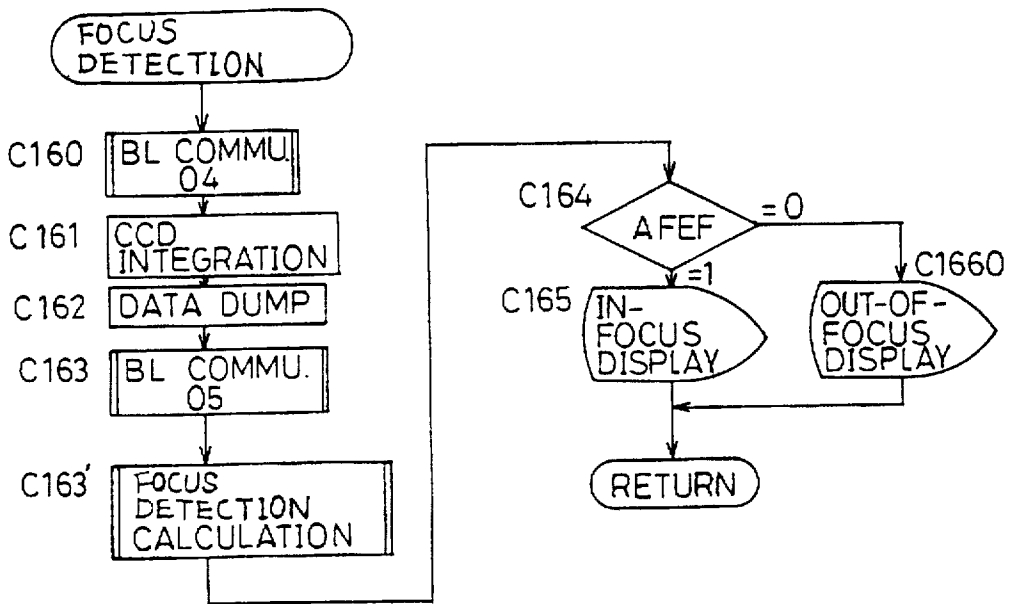 FOCUS
DETECTION
C160
BL COMMU.
04
C161
CCD
INTEGRATION
C162
DATA DUMP
C163
BL COMMU.
05
C163'
FOCUS
DETECTION
CALCULATION
C164
AFEF
=0
=1
C165
IN-
FOCUS
DISPLAY
C1660
OUT-OF-
FOCUS
DISPLAY
RETURN